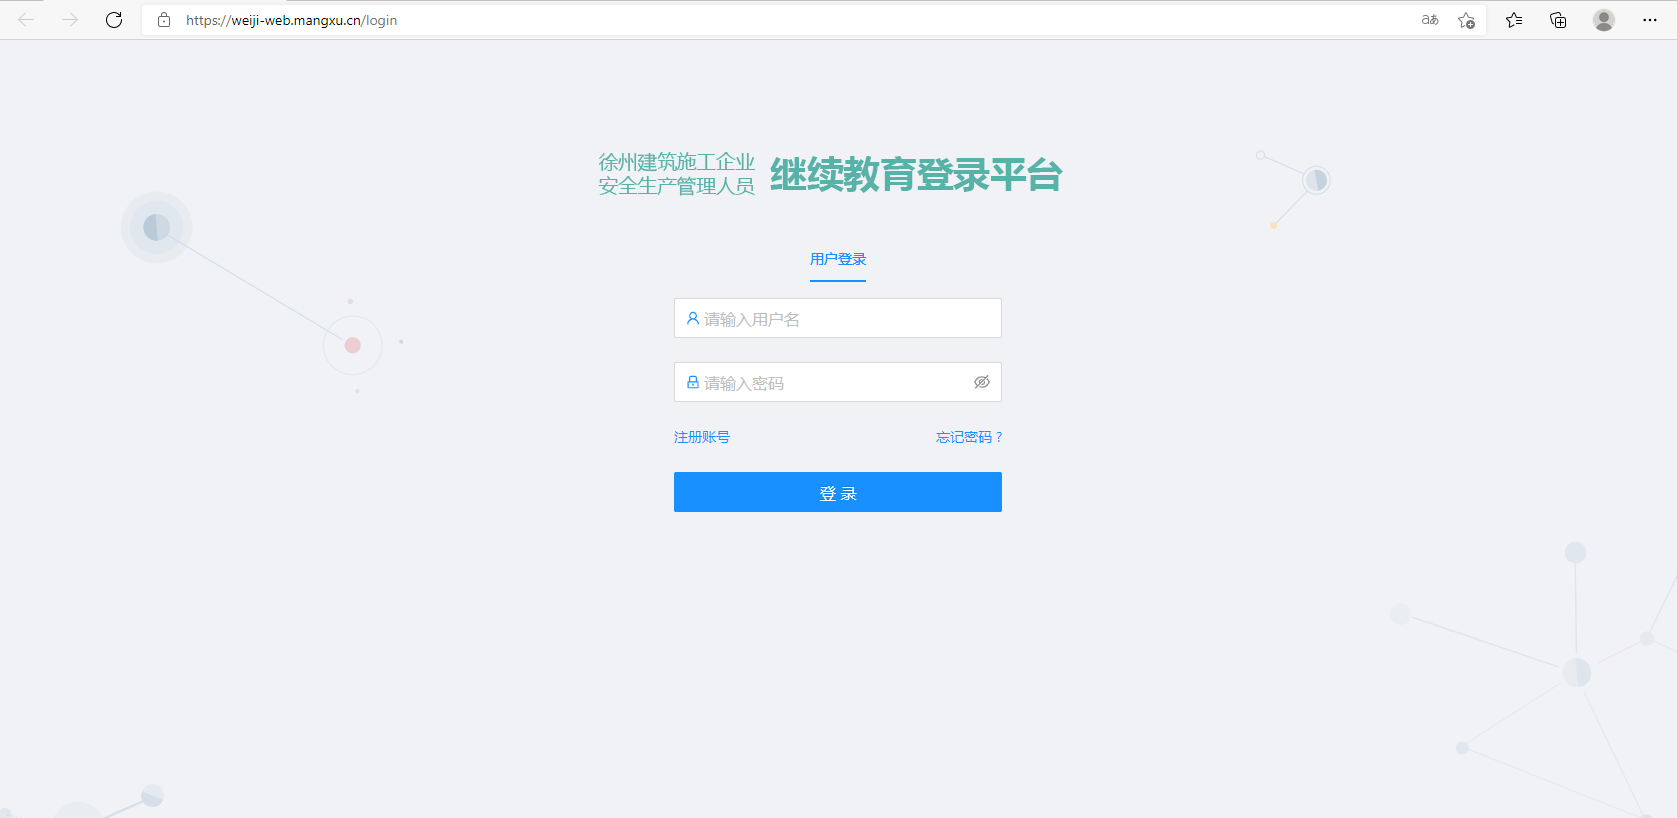 https://weiji-web.mangxu.cn/login
aあ
徐州建筑施工企业
安全生产管理人员
继续教育登录平台
用户登录
请输入用户名
请输入密码
注册账号
忘记密码？
登 录